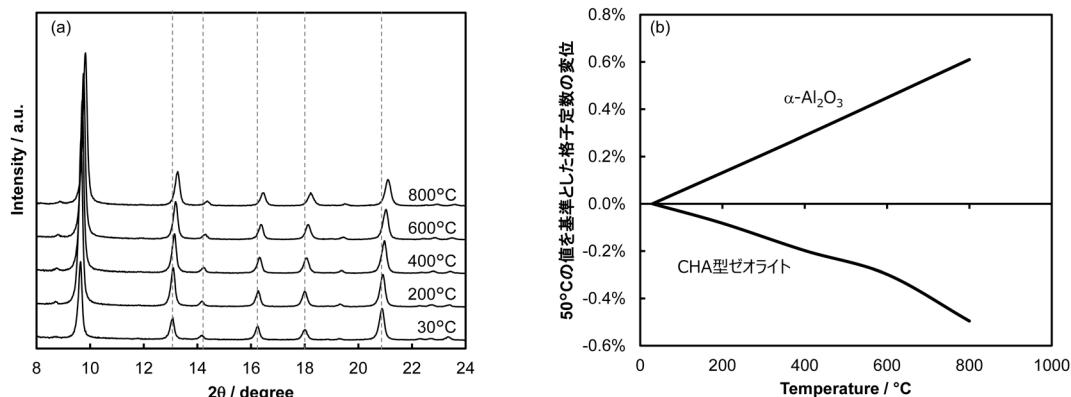 (a)
Intensity / a.u.
800°C
600°C
400°C
200°C
30°C
8 10 12 14 16 18 20 22 24
2θ / degree
(b)
50°Cの値を基準とした格子定数の変位
0.8%
0.6%
0.4%
0.2%
0.0%
-0.2%
-0.4%
-0.6%
α-Al₂O₃
CHA型ゼオライト
0 200 400 600 800 1000
Temperature / °C